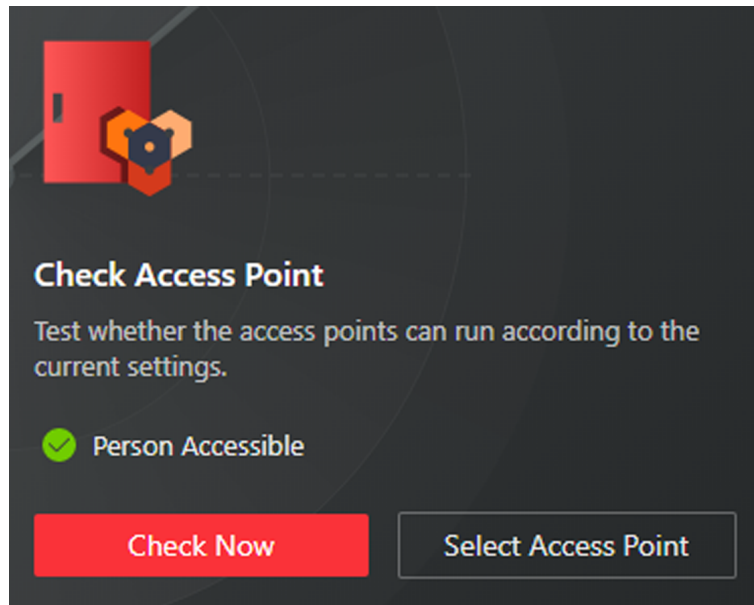 Check Access Point
Test whether the access points can run according to the
current settings.
Person Accessible
Check Now
Select Access Point